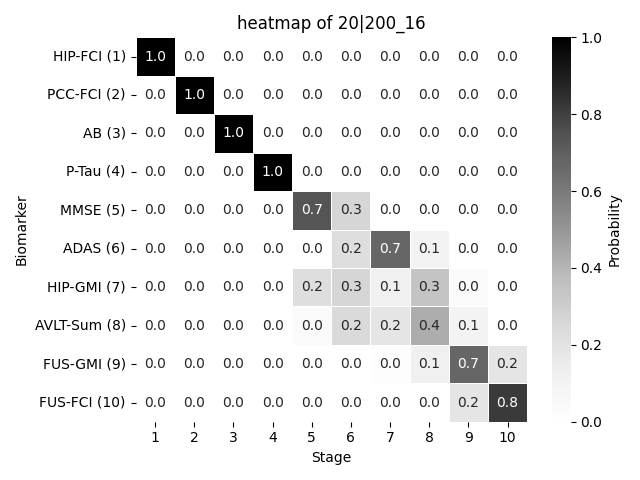 heatmap of 20|200_16
HIP-FCI (1) 1.0 0.0 0.0 0.0 0.0 0.0 0.0 0.0 0.0 0.0
PCC-FCI (2) 0.0 1.0 0.0 0.0 0.0 0.0 0.0 0.0 0.0 0.0
AB (3) 0.0 0.0 1.0 0.0 0.0 0.0 0.0 0.0 0.0 0.0
P-Tau (4) 0.0 0.0 0.0 1.0 0.0 0.0 0.0 0.0 0.0 0.0
MMSE (5) 0.0 0.0 0.0 0.0 0.7 0.3 0.0 0.0 0.0 0.0
ADAS (6) 0.0 0.0 0.0 0.0 0.0 0.2 0.7 0.1 0.0 0.0
HIP-GMI (7) 0.0 0.0 0.0 0.0 0.2 0.3 0.1 0.3 0.0 0.0
AVLT-Sum (8) 0.0 0.0 0.0 0.0 0.0 0.2 0.2 0.4 0.1 0.0
FUS-GMI (9) 0.0 0.0 0.0 0.0 0.0 0.0 0.0 0.1 0.7 0.2
FUS-FCI (10) 0.0 0.0 0.0 0.0 0.0 0.0 0.0 0.0 0.2 0.8
1 2 3 4 5 6 7 8 9 10
Stage
Biomarker
1.0
0.8
0.6
0.4
0.2
0.0
Probability